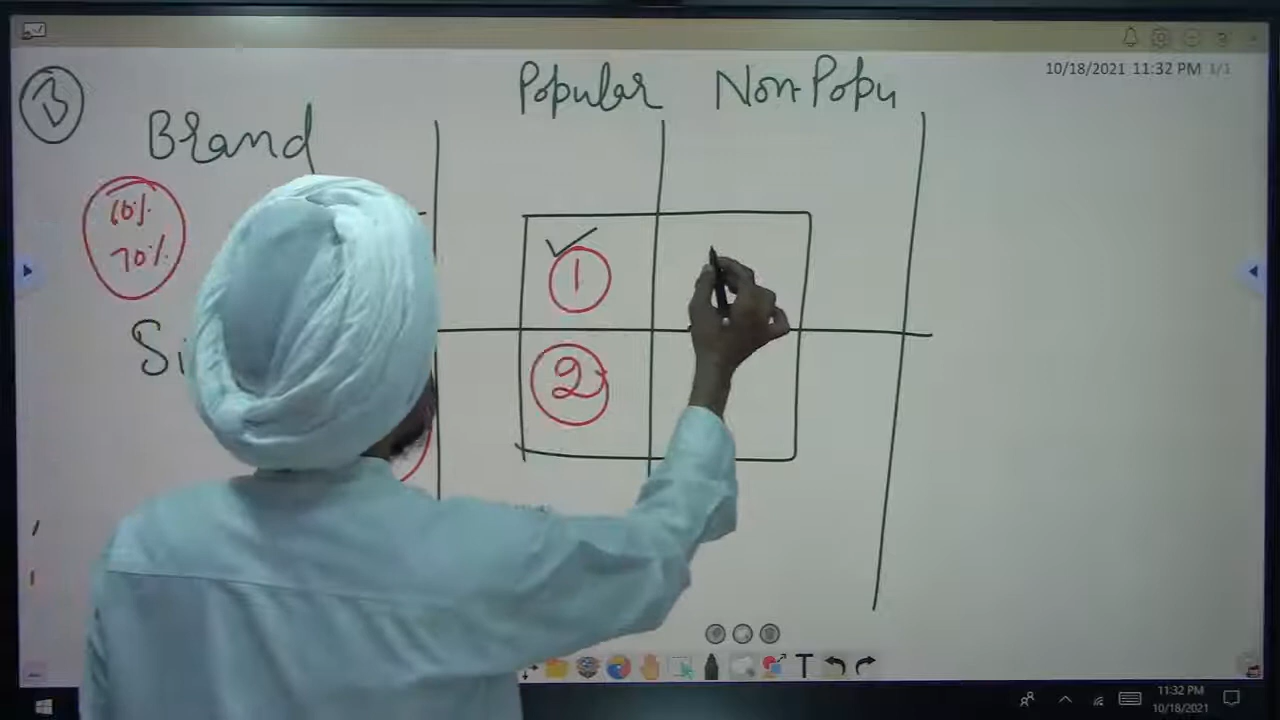 Popular Non-Popu
10/18/2021 11:32 PM 1/1
B
Brand
60%
70%
1
2
Si
T
11:32 PM
10/18/2021